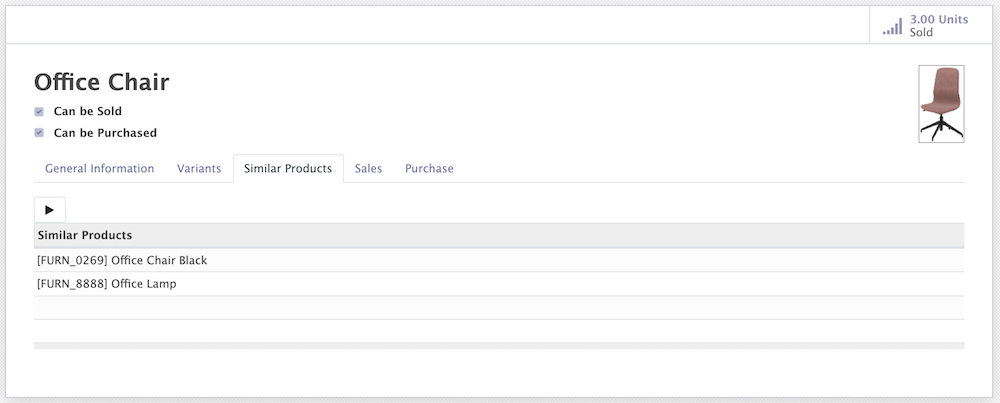 3.00 Units
Sold
Office Chair
Can be Sold
Can be Purchased
General Information Variants Similar Products Sales Purchase
Similar Products
[FURN_0269] Office Chair Black
[FURN_8888] Office Lamp